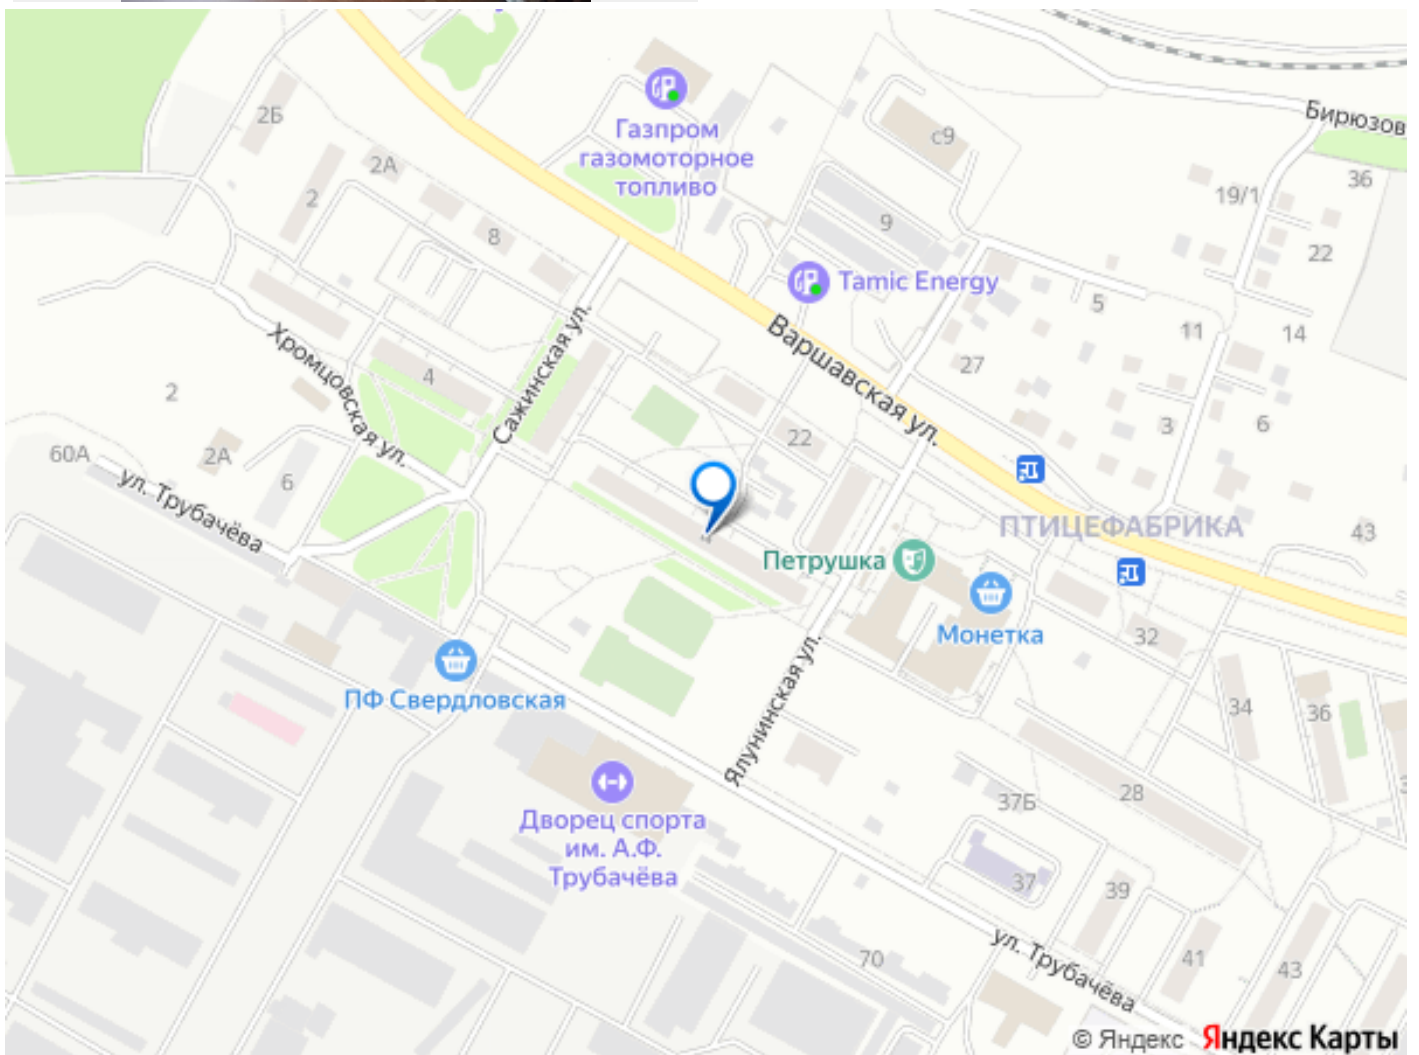 Бирюзов
2Б
Газпром
газомоторное
топливо
с9
2А
36
19/1
2
9
8
22
Tamic Energy
5
Сажинская ул.
Варшавская ул.
11
14
Хромцовская ул.
27
4
2
3
6
22
60А
2А
6
ул. Трубачёва
ПТИЦЕФАБРИКА
43
Петрушка
Монетка
32
ПФ Свердловская
Ялунинская ул.
34
36
28
37Б
Дворец спорта
им. А.Ф.
Трубачёва
37
39
70
ул. Трубачёва
41
43
© Яндекс Яндекс Карты